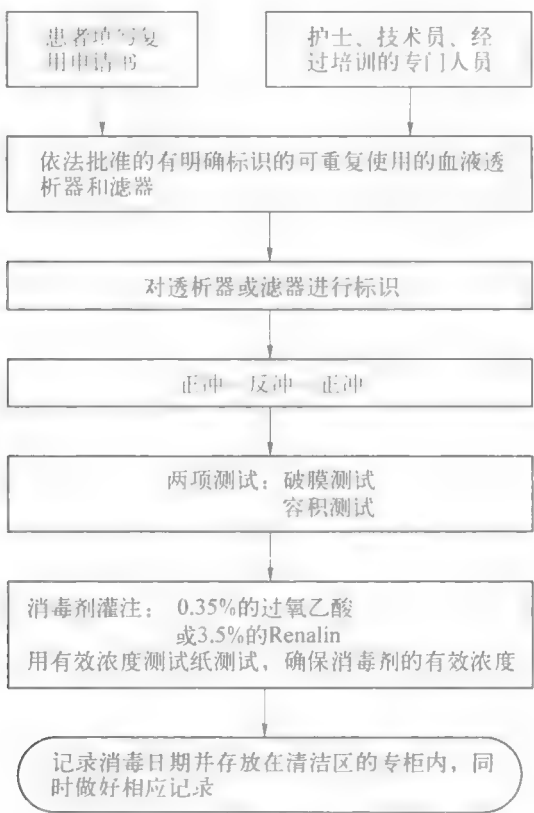 患者填写复
用申请书
护士、技术员、经
过培训的专门人员
依法批准的有明确标识的可重复使用的血液透
析器和滤器
对透析器或滤器进行标识
正冲 反冲 正冲
两项测试：破膜测试
容积测试
消毒剂灌注： 0.35%的过氧乙酸
或3.5%的Renalin
用有效浓度测试纸测试，确保消毒剂的有效浓度
记录消毒日期并存放在清洁区的专柜内，同
时做好相应记录